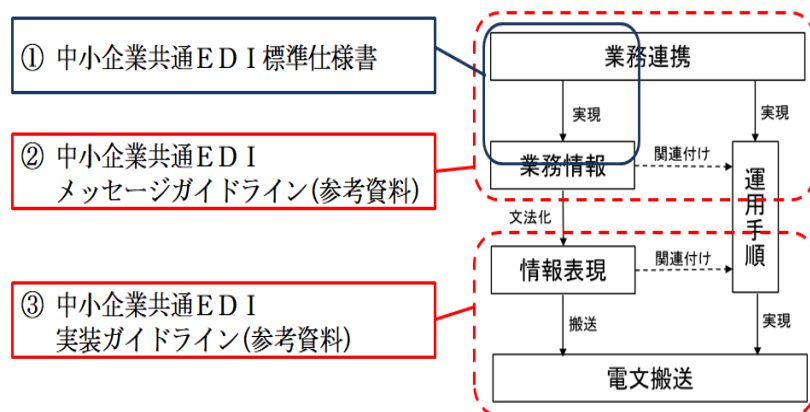 ① 中小企業共通ＥＤＩ標準仕様書
② 中小企業共通ＥＤＩ
メッセージガイドライン(参考資料)
③ 中小企業共通ＥＤＩ
実装ガイドライン(参考資料)
業務連携
実現
実現
業務情報
関連付け
運用手順
文法化
情報表現
関連付け
搬送
実現
電文搬送